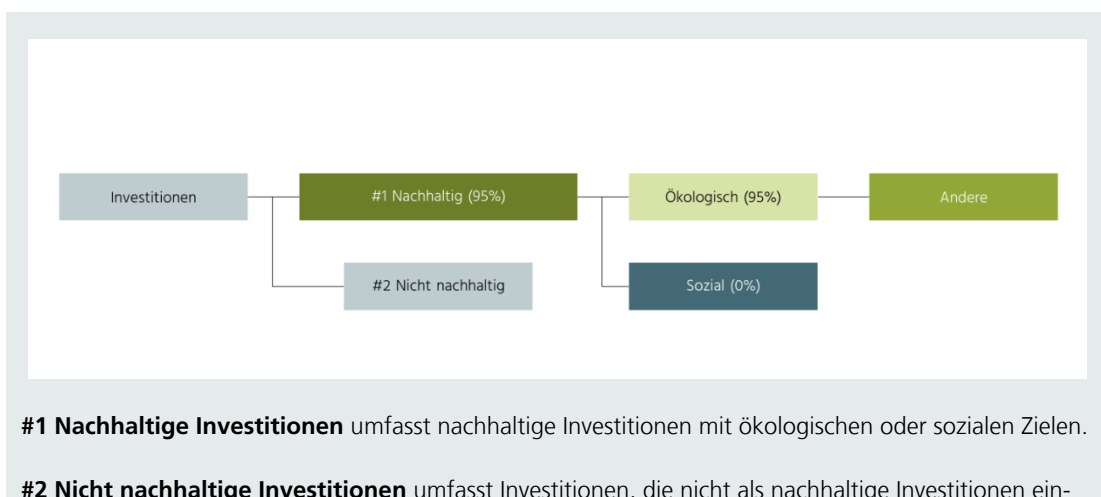 Investitionen
#1 Nachhaltig (95%)
Ökologisch (95%)
Andere
#2 Nicht nachhaltig
Sozial (0%)
#1 Nachhaltige Investitionen umfasst nachhaltige Investitionen mit ökologischen oder sozialen Zielen.
#2 Nicht nachhaltige Investitionen umfasst Investitionen, die nicht als nachhaltige Investitionen ein-